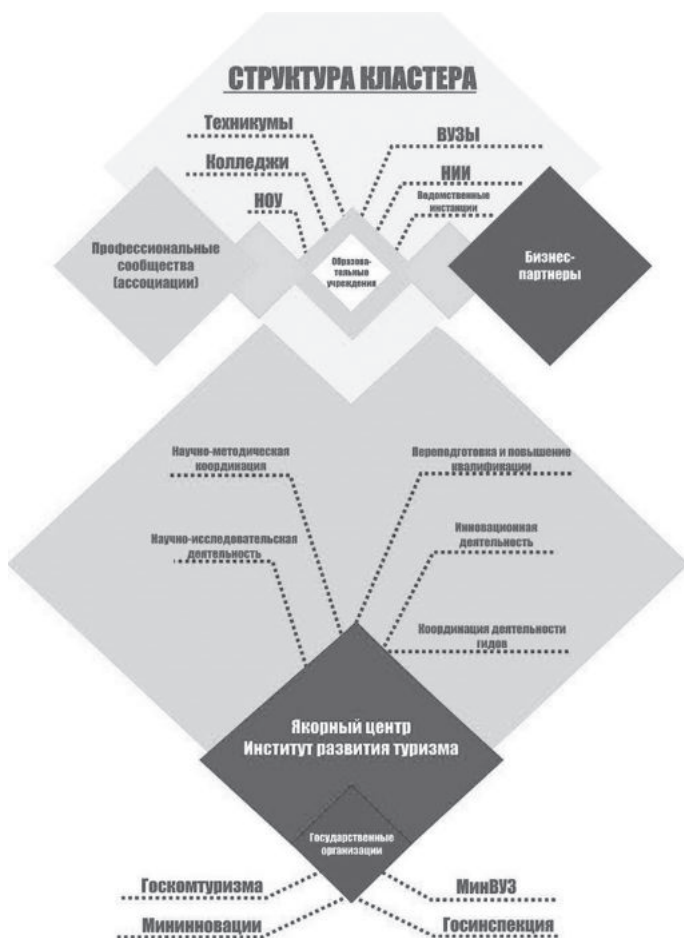 СТРУКТУРА КЛАСТЕРА
Техникумы
ВУЗЫ
Колледжи
НИИ
НОУ
Водомственные
инстанции
Профессиональные
сообщества
(ассоциации)
Образова-
тельные
учреждения
Бизнес-
партнеры
Научно-методическая
координация
Переподготовка и повышение
квалификации
Научно-исследовательская
деятельность
Инновационная
деятельность
Координация деятельности
гидов
Якорный центр
Институт развития туризма
Государственные
организации
Госкомтуризма
МинВУЗ
Мининновации
Госинспекция